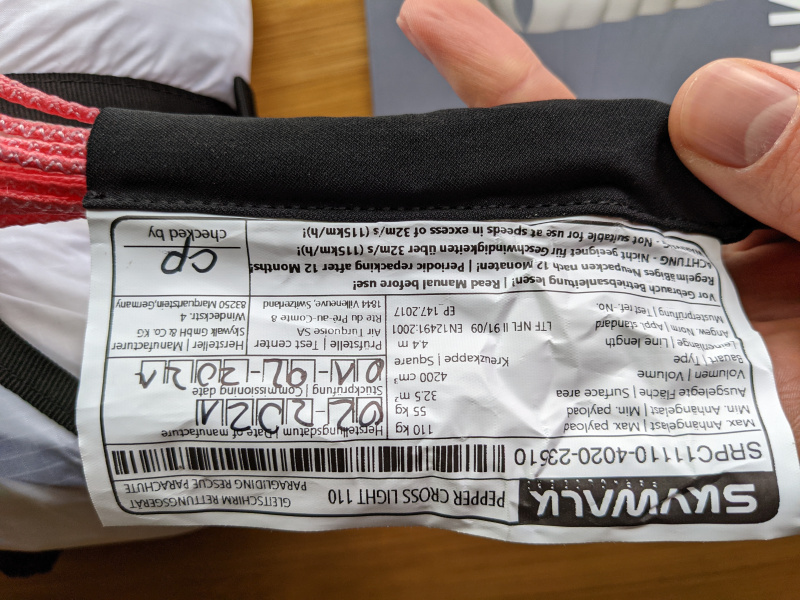 SKYWALK
PEPPER CROSS LIGHT 110
GLEITSCHIRM RETTUNGSGERÄT
PARAGLIDING RESCUE PARACHUTE
SRPC11110-4020-23510
Max. Anhängelast | Max payload 110 kg
Min. Anhängelast | Min. payload 55 kg
Ausgelegte Fläche | Surface area 32.5 m²
Volumen | Volume 4200 cm³
Bauart | Type Kreuzkappe | Square
Leinenlänge | Line length 4.4 m
Angew. Norm | Appl. standard LTF NFL II 91/09 EN 12491:2001
Musterprüfung | Test ref. No. EP_147.2017
Herstellungsdatum | Date of manufacture
02-2021
Stückprüfung | Commissioning date
01-02-2021
Prüfstelle | Test center
Air Turquoise SA
Rte du Pré-au-Comte 8
1844 Villeneuve, Switzerland
Hersteller | Manufacturer
Skywalk GmbH & Co. KG
Windeckstr. 4
83250 Marquartstein, Germany
Vor Gebrauch Betriebsanleitung lesen! | Read Manual before use!
Regelmäßiges Neupacken nach 12 Monaten! | Periodic repacking after 12 Months!
ACHTUNG - Nicht geeignet für Geschwindigkeiten über 32m/s (115km/h)!
- Not suitable for use at speeds in excess of 32m/s (115km/h)!
CP
checked by